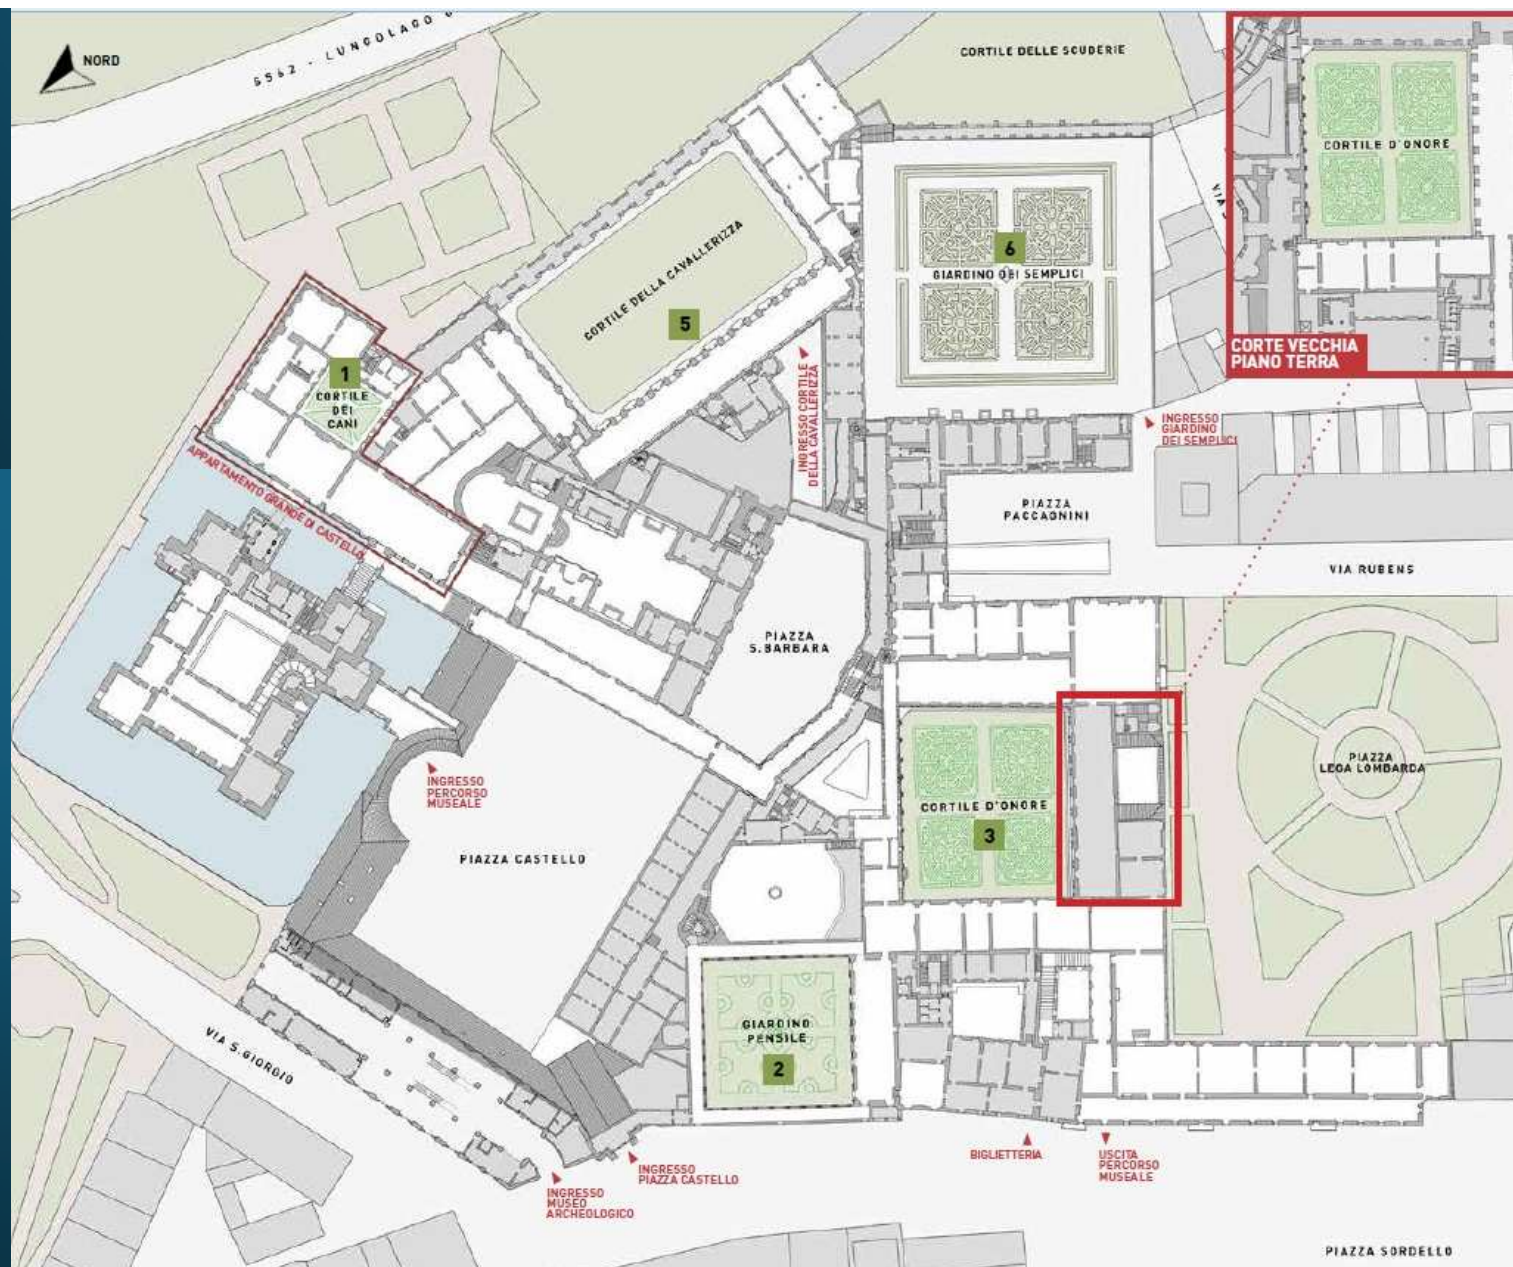 NORD
5562 - LUNGOLAGO G
CORTILE DELLE SCUDERIE
CORTILE D'ONORE
CORTE VECCHIA
PIANO TERRA
VIA
CORTILE DELLA CAVALLERIZZA
5
6
GIARDINO DEI SEMPLICI
1
CORTILE
DEI
CANI
APPARTAMENTO GRANDE DI CASTELLO
INGRESSO CORTILE
DELLA CAVALLERIZZA
INGRESSO
GIARDINO
DEI SEMPLICI
PIAZZA
PACCAGNINI
VIA RUBENS
PIAZZA
S. BARBARA
INGRESSO
PERCORSO
MUSEALE
PIAZZA CASTELLO
CORTILE D'ONORE
3
PIAZZA
LEGA LOMBARDA
GIARDINO
PENSILE
2
VIA S. GIORGIO
INGRESSO
MUSEO
ARCHEOLOGICO
INGRESSO
PIAZZA CASTELLO
BIGLIETTERIA
USCITA
PERCORSO
MUSEALE
PIAZZA SORDELLO